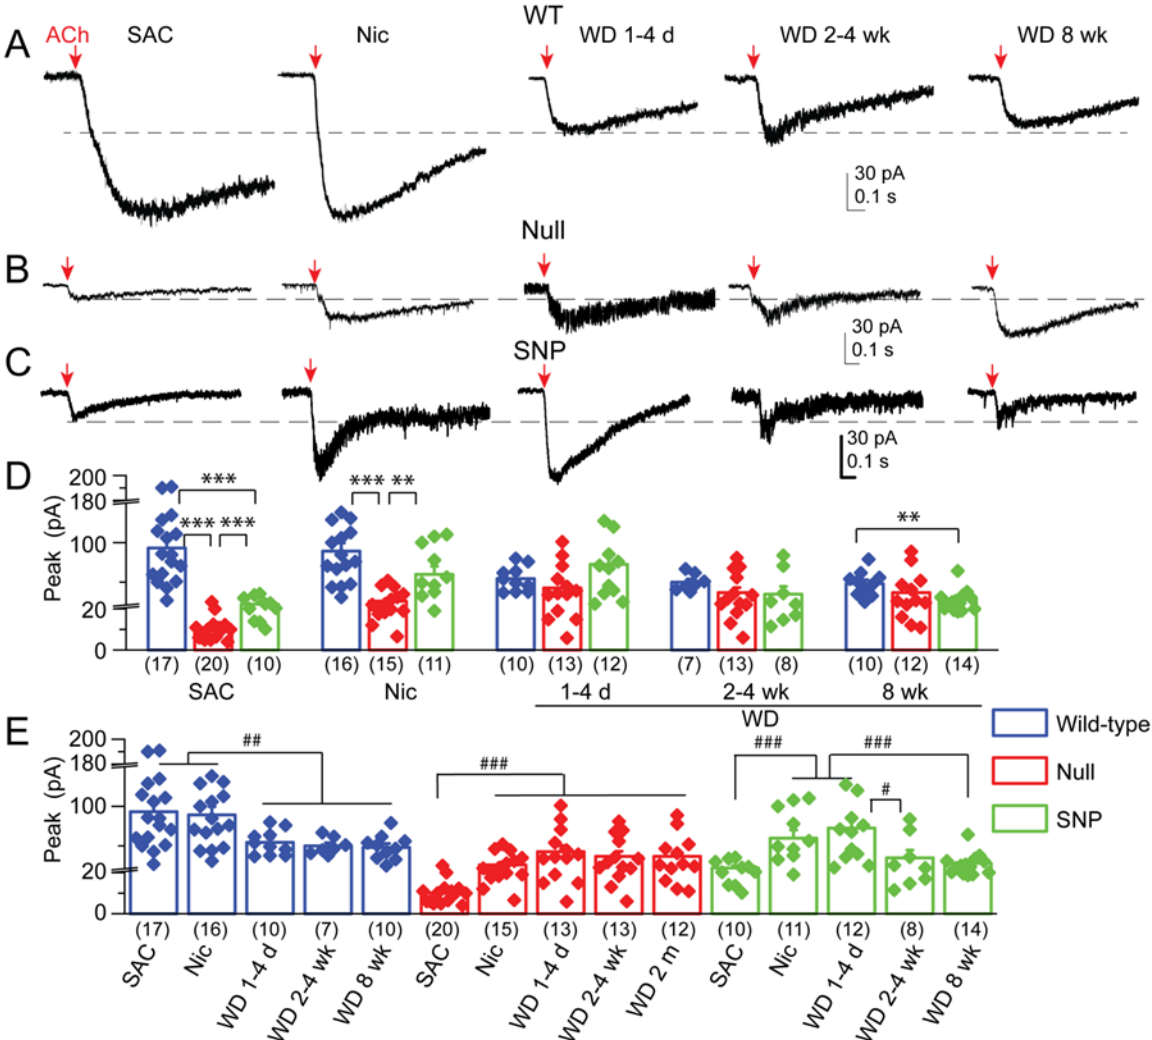 WT
A ACh SAC Nic WD 1-4 d WD 2-4 wk WD 8 wk
30 pA
0.1 s
Null
B
30 pA
0.1 s
C SNP
30 pA
0.1 s
D
Peak (pA)
200
180
100
20
0
*** *** ***
*** **
**
(17) (20) (10) (16) (15) (11) (10) (13) (12) (7) (13) (8) (10) (12) (14)
SAC Nic 1-4 d 2-4 wk 8 wk
WD
E
Peak (pA)
200
180
100
20
0
## ### ### ### #
Wild-type
Null
SNP
(17) (16) (10) (7) (10) (20) (15) (13) (13) (12) (10) (11) (12) (8) (14)
SAC Nic WD 1-4 d WD 2-4 wk WD 8 wk SAC Nic WD 1-4 d WD 2-4 wk WD 2 m SAC Nic WD 1-4 d WD 2-4 wk WD 8 wk